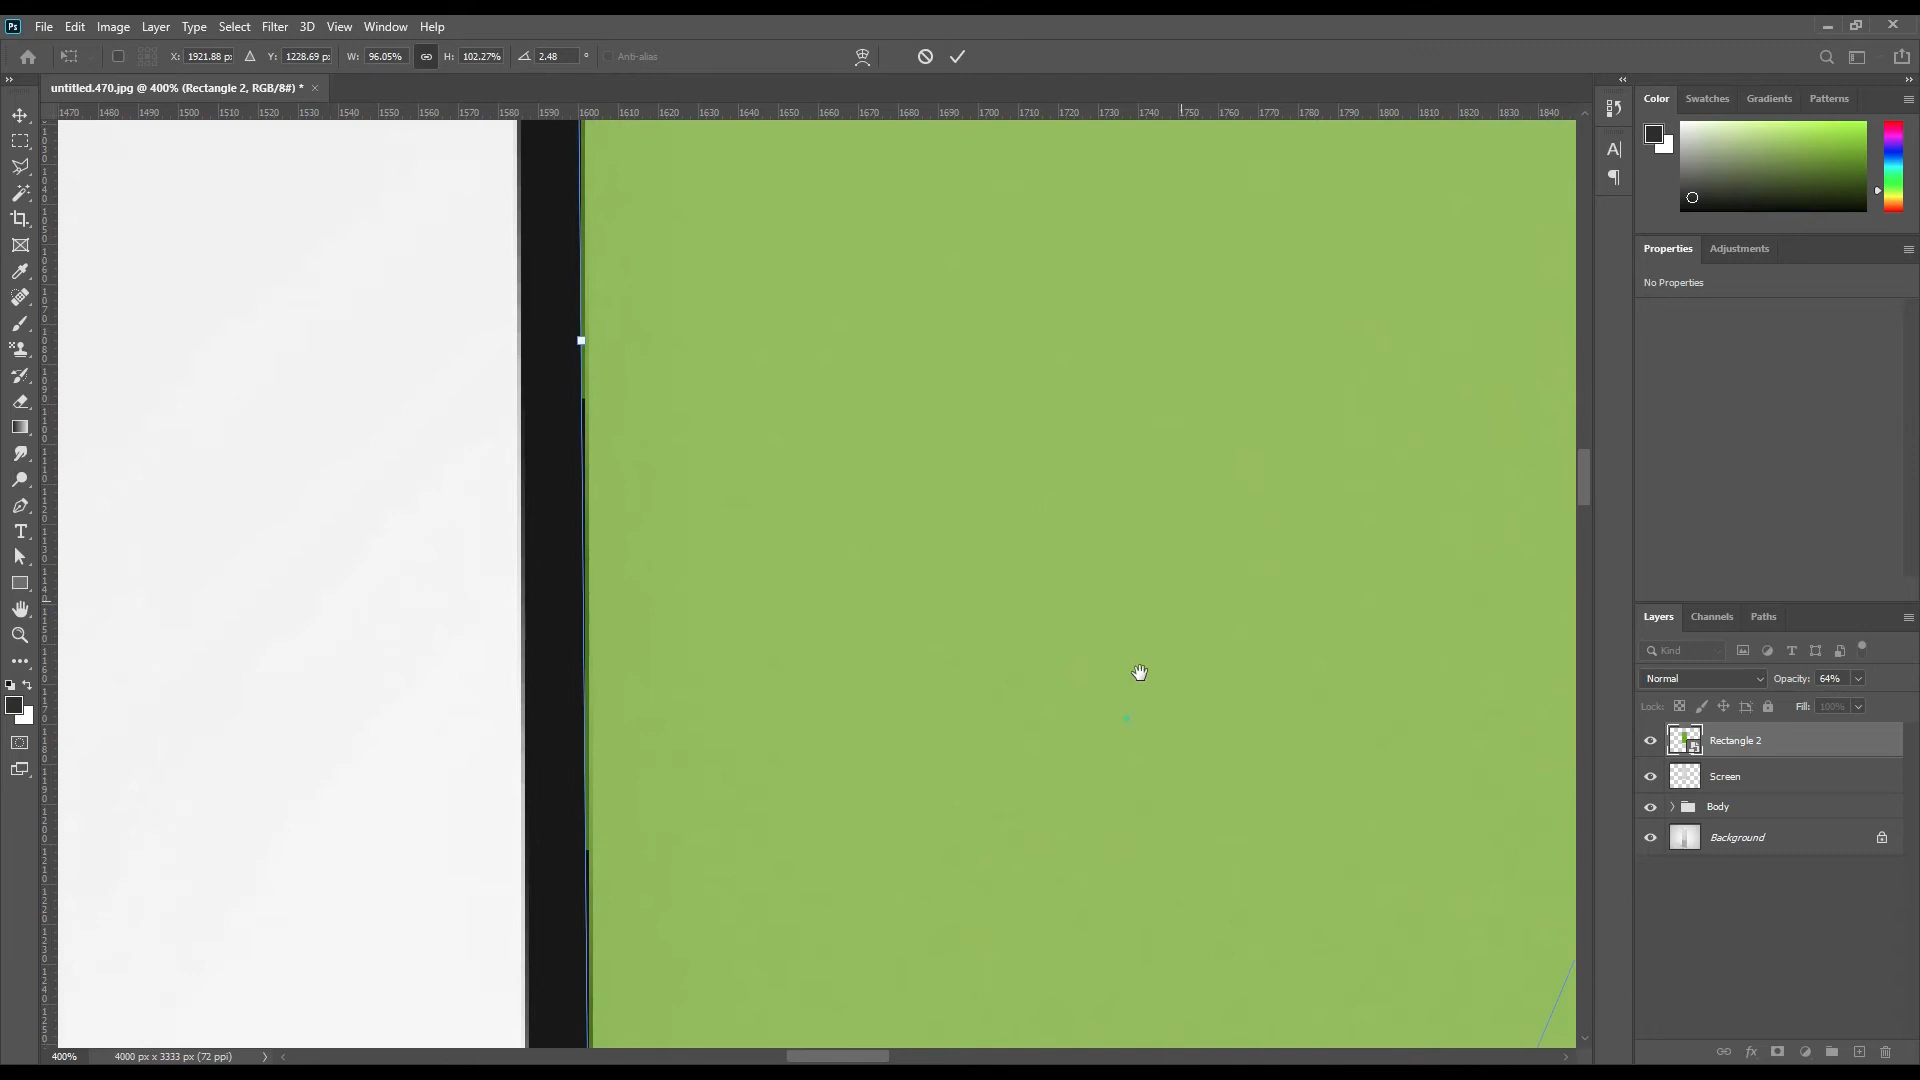 Ps File Edit Image Layer Type Select Filter 3D View Window Help
X: 1921.88 p: Y: 1228.69 p: W: 96.05% H: 102.27% 2.48 ° Anti-alias
untitled.470.jpg @ 400% (Rectangle 2, RGB/8#) * ×
1470 1480 1490 1500 1510 1520 1530 1540 1550 1560 1570 1580 1590 1600 1610 1620 1630 1640 1650 1660 1670 1680 1690 1700 1710 1720 1730 1740 1750 1760 1770 1780 1790 1800 1810 1820 1830 1840
Color Swatches Gradients Patterns
Properties Adjustments
No Properties
Layers Channels Paths
Kind
Normal Opacity: 64%
Lock: Fill: 100%
Rectangle 2
Screen
Body
Background
fx
400% 4000 px x 3333 px (72 ppi)